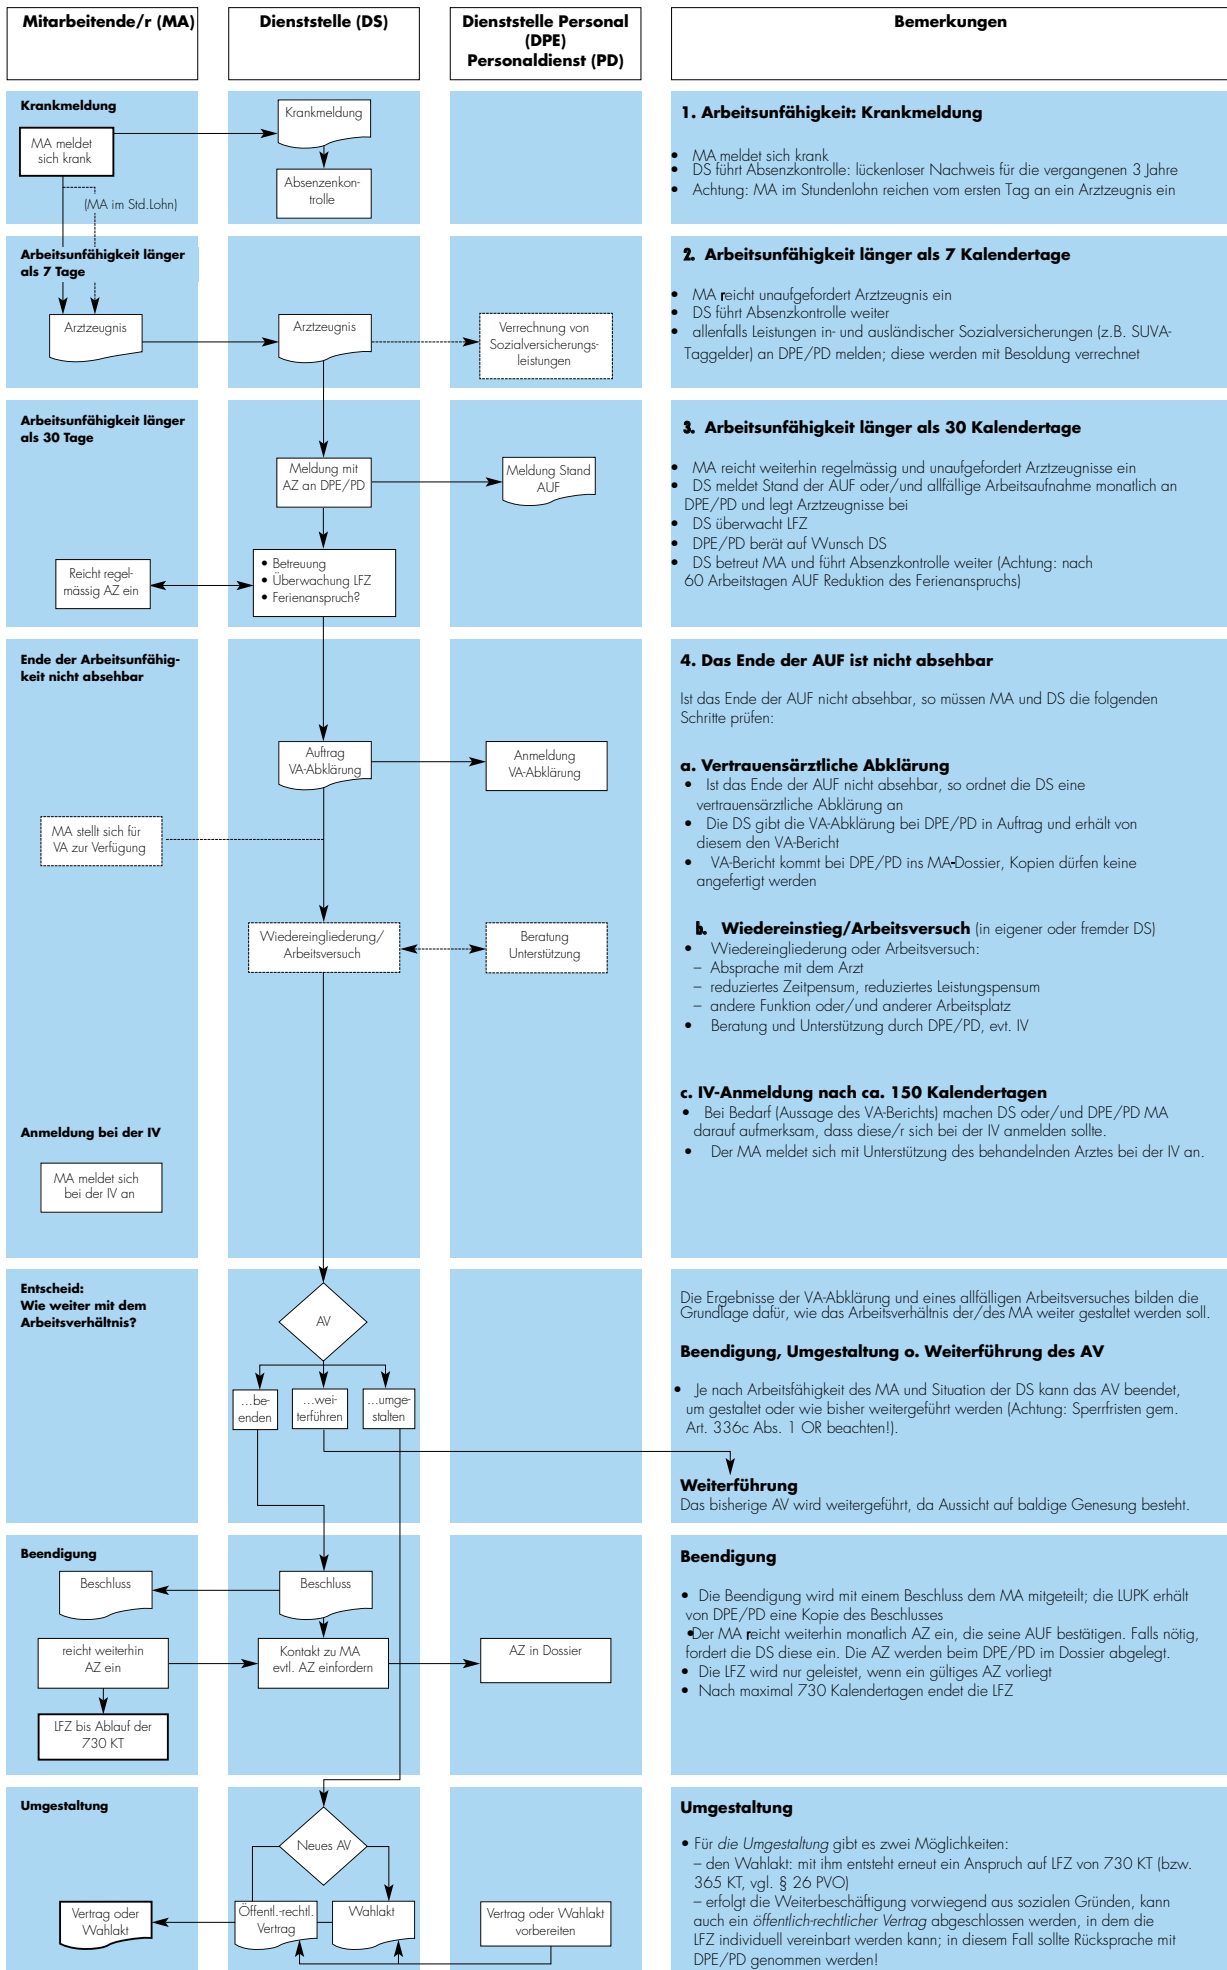 Mitarbeitende/r (MA)
Dienststelle (DS)
Dienststelle Personal
(DPE)
Personaldienst (PD)
Bemerkungen
Krankmeldung
MA meldet
sich krank
(MA im Std.Lohn)
Krankmeldung
Absenzenkon-
trolle
1. Arbeitsunfähigkeit: Krankmeldung
• MA meldet sich krank
• DS führt Absenzkontrolle: lückenloser Nachweis für die vergangenen 3 Jahre
• Achtung: MA im Stundenlohn reichen vom ersten Tag an ein Arztzeugnis ein
Arbeitsunfähigkeit länger
als 7 Tage
Arztzeugnis
Arztzeugnis
Verrechnung von
Sozialversicherungs-
leistungen
2. Arbeitsunfähigkeit länger als 7 Kalendertage
• MA reicht unaufgefordert Arztzeugnis ein
• DS führt Absenzkontrolle weiter
• allenfalls Leistungen in- und ausländischer Sozialversicherungen (z.B. SUVA-
Taggelder) an DPE/PD melden; diese werden mit Besoldung verrechnet
Arbeitsunfähigkeit länger
als 30 Tage
Meldung mit
AZ an DPE/PD
Meldung Stand
AUF
Reicht regel-
mässig AZ ein
• Betreuung
• Überwachung LFZ
• Ferienanspruch?
3. Arbeitsunfähigkeit länger als 30 Kalendertage
• MA reicht weiterhin regelmässig und unaufgefordert Arztzeugnisse ein
• DS meldet Stand der AUF oder/und allfällige Arbeitsaufnahme monatlich an
DPE/PD und legt Arztzeugnisse bei
• DS überwacht LFZ
• DPE/PD berät auf Wunsch DS
• DS betreut MA und führt Absenzkontrolle weiter (Achtung: nach
60 Arbeitstagen AUF Reduktion des Ferienanspruchs)
Ende der Arbeitsunfähig-
keit nicht absehbar
Auftrag
VA-Abklärung
Anmeldung
VA-Abklärung
MA stellt sich für
VA zur Verfügung
Wiedereingliederung/
Arbeitsversuch
Beratung
Unterstützung
Anmeldung bei der IV
MA meldet sich
bei der IV an
4. Das Ende der AUF ist nicht absehbar
Ist das Ende der AUF nicht absehbar, so müssen MA und DS die folgenden
Schritte prüfen:
a. Vertrauensärztliche Abklärung
• Ist das Ende der AUF nicht absehbar, so ordnet die DS eine
vertrauensärztliche Abklärung an
• Die DS gibt die VA-Abklärung bei DPE/PD in Auftrag und erhält von
diesem den VA-Bericht
• VA-Bericht kommt bei DPE/PD ins MA-Dossier, Kopien dürfen keine
angefertigt werden
b. Wiedereinstieg/Arbeitsversuch (in eigener oder fremder DS)
• Wiedereingliederung oder Arbeitsversuch:
– Absprache mit dem Arzt
– reduziertes Zeitpensum, reduziertes Leistungspensum
– andere Funktion oder/und anderer Arbeitsplatz
• Beratung und Unterstützung durch DPE/PD, evt. IV
c. IV-Anmeldung nach ca. 150 Kalendertagen
• Bei Bedarf (Aussage des VA-Berichts) machen DS oder/und DPE/PD MA
darauf aufmerksam, dass diese/r sich bei der IV anmelden sollte.
• Der MA meldet sich mit Unterstützung des behandelnden Arztes bei der IV an.
Entscheid:
Wie weiter mit dem
Arbeitsverhältnis?
AV
...be-
enden
...wei-
terführen
...umge-
stalten
Die Ergebnisse der VA-Abklärung und eines allfälligen Arbeitsversuches bilden die
Grundlage dafür, wie das Arbeitsverhältnis der/des MA weiter gestaltet werden soll.
Beendigung, Umgestaltung o. Weiterführung des AV
• Je nach Arbeitsfähigkeit des MA und Situation der DS kann das AV beendet,
um gestaltet oder wie bisher weitergeführt werden (Achtung: Sperrfristen gem.
Art. 336c Abs. 1 OR beachten!).
Weiterführung
Das bisherige AV wird weitergeführt, da Aussicht auf baldige Genesung besteht.
Beendigung
Beschluss
Beschluss
reicht weiterhin
AZ ein
Kontakt zu MA
evtl. AZ einfordern
AZ in Dossier
LFZ bis Ablauf der
730 KT
Beendigung
• Die Beendigung wird mit einem Beschluss dem MA mitgeteilt; die LUPK erhält
von DPE/PD eine Kopie des Beschlusses
•Der MA reicht weiterhin monatlich AZ ein, die seine AUF bestätigen. Falls nötig,
fordert die DS diese ein. Die AZ werden beim DPE/PD im Dossier abgelegt.
• Die LFZ wird nur geleistet, wenn ein gültiges AZ vorliegt
• Nach maximal 730 Kalendertagen endet die LFZ
Umgestaltung
Neues AV
Vertrag oder
Wahlakt
Öffentl.-rechtl.
Vertrag
Wahlakt
Vertrag oder Wahlakt
vorbereiten
Umgestaltung
• Für die Umgestaltung gibt es zwei Möglichkeiten:
– den Wahlakt: mit ihm entsteht erneut ein Anspruch auf LFZ von 730 KT (bzw.
365 KT, vgl. § 26 PVO)
– erfolgt die Weiterbeschäftigung vorwiegend aus sozialen Gründen, kann
auch ein öffentlich-rechtlicher Vertrag abgeschlossen werden, in dem die
LFZ individuell vereinbart werden kann; in diesem Fall sollte Rücksprache mit
DPE/PD genommen werden!